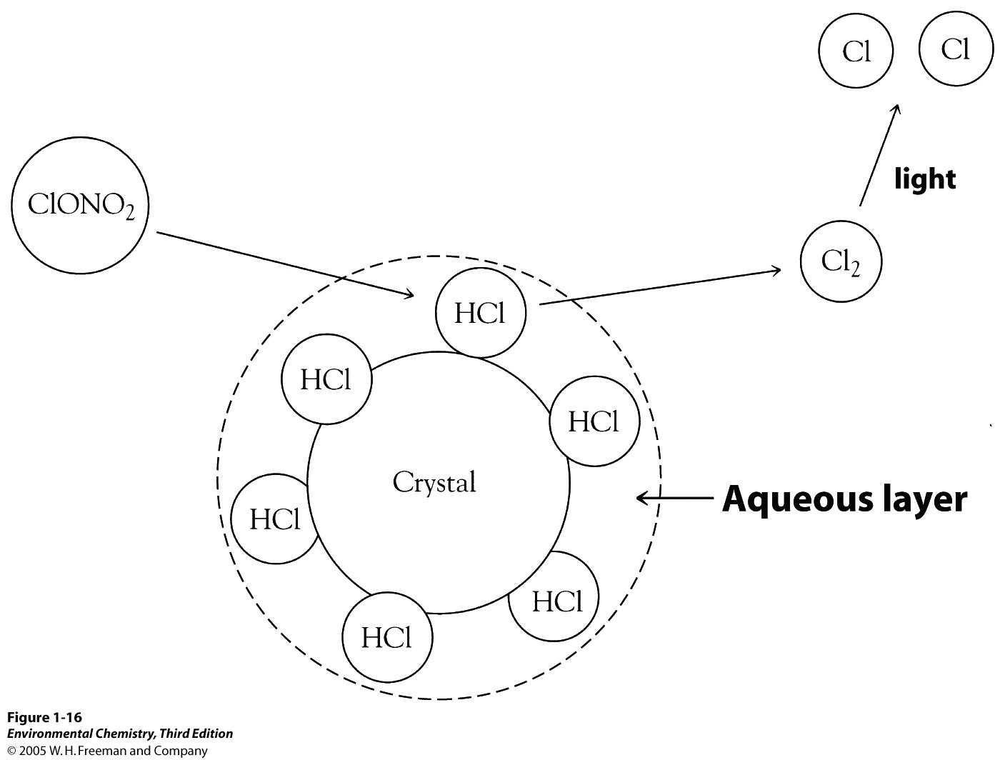 Cl Cl
light
ClONO₂
Cl₂
HCl
HCl
HCl
Crystal
Aqueous layer
HCl
HCl
HCl
Figure 1-16
Environmental Chemistry, Third Edition
© 2005 W. H. Freeman and Company